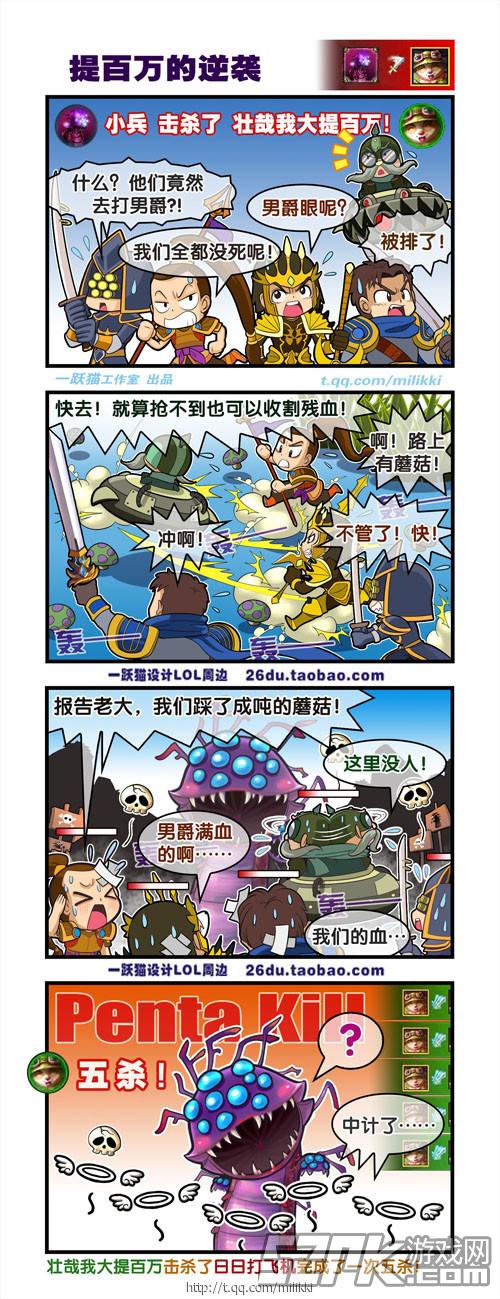 提百万的逆袭
小兵 击杀了 壮哉我大提百万！
什么？他们竟然
去打男爵?!
我们全都没死呢！
男爵眼呢？
被排了！
一跃猫工作室 出品
t.qq.com/milikki
快去！就算抢不到也可以收割残血！
啊！路上
有蘑菇！
冲啊！
不管了！快！
轰
轰
轰
轰
一跃猫设计LOL周边 26du.taobao.com
报告老大，我们踩了成吨的蘑菇！
这里没人！
男爵满血
的啊……
轰
轰
我们的血……
一跃猫设计LOL周边 26du.taobao.com
Penta Kill
？
五杀！
中计了……
壮哉我大提百万击杀了日日打飞机完成了一次五杀！
http://t.qq.com/milikki
游戏网